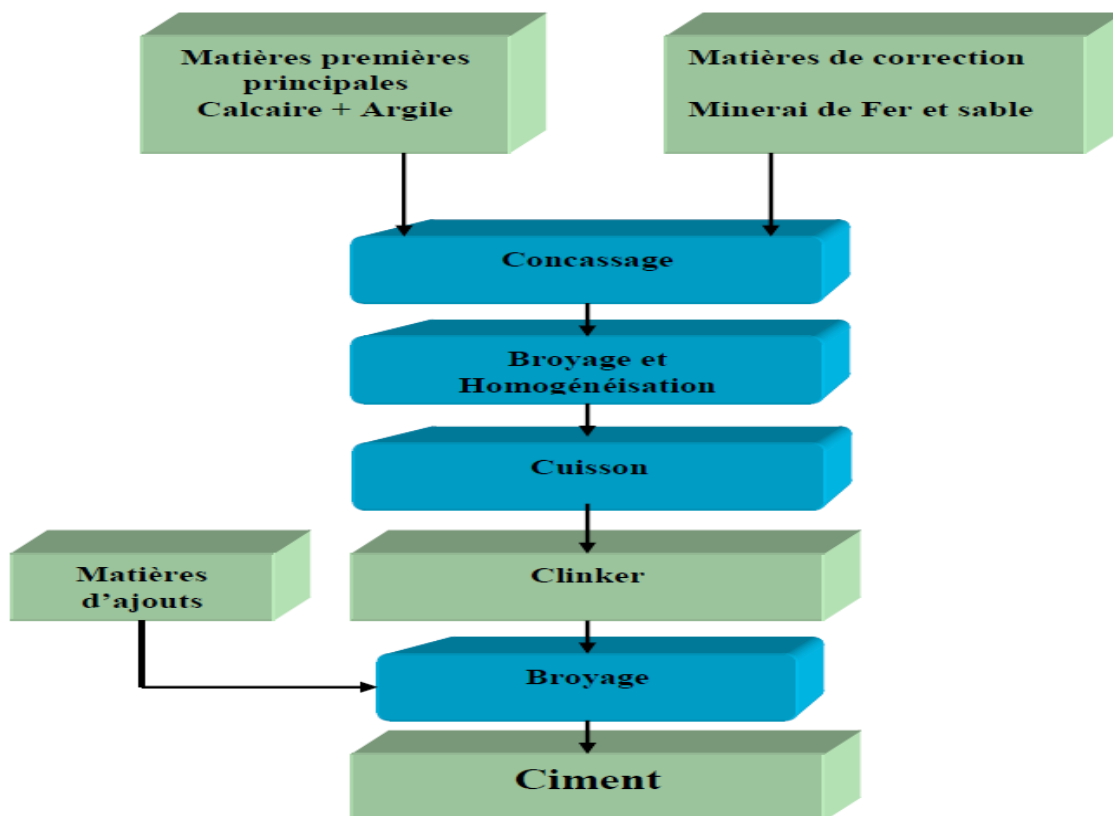 Matières premières
principales
Calcaire + Argile
Matières de correction
Minerai de Fer et sable
Concassage
Broyage et
Homogénéisation
Cuisson
Clinker
Matières
d’ajouts
Broyage
Ciment